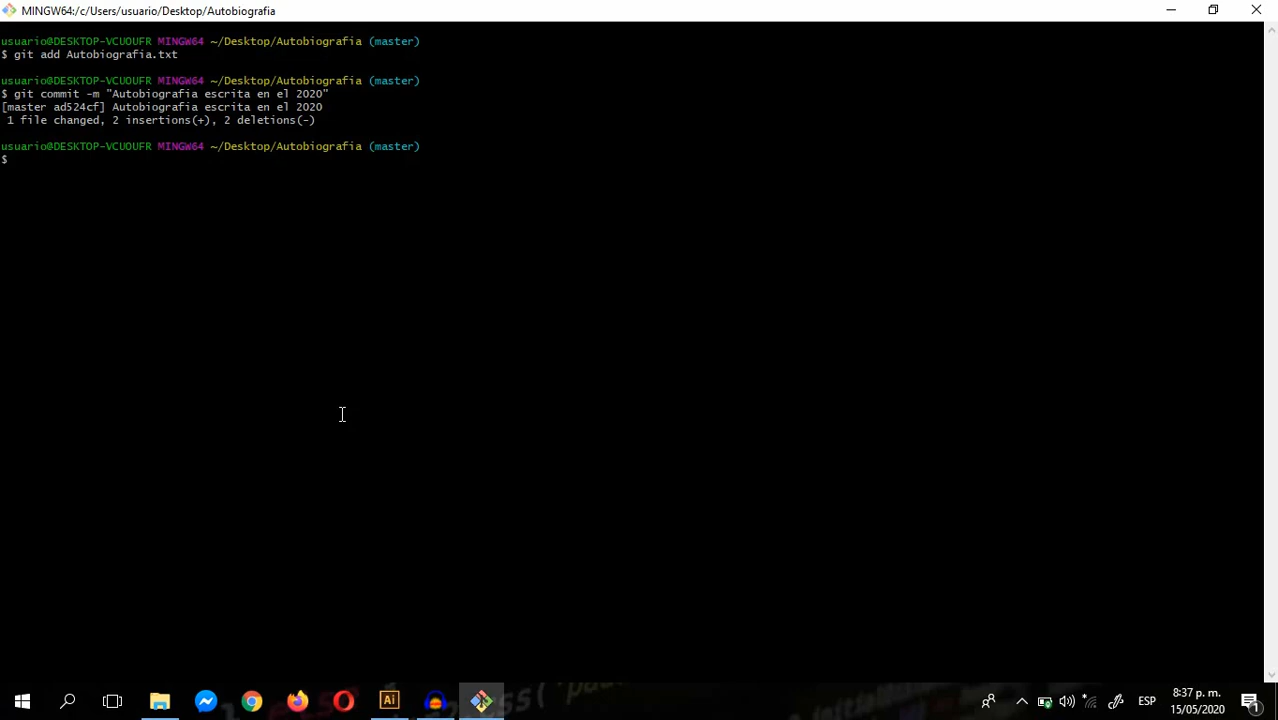 MINGW64:/c/Users/usuario/Desktop/Autobiografia
usuario@DESKTOP-VCUOUFR MINGW64 ~/Desktop/Autobiografia (master)
$ git add Autobiografia.txt
usuario@DESKTOP-VCUOUFR MINGW64 ~/Desktop/Autobiografia (master)
$ git commit -m "Autobiografia escrita en el 2020"
[master ad524cf] Autobiografia escrita en el 2020
1 file changed, 2 insertions(+), 2 deletions(-)
usuario@DESKTOP-VCUOUFR MINGW64 ~/Desktop/Autobiografia (master)
$
Ai
ESP
8:37 p. m.
15/05/2020
1